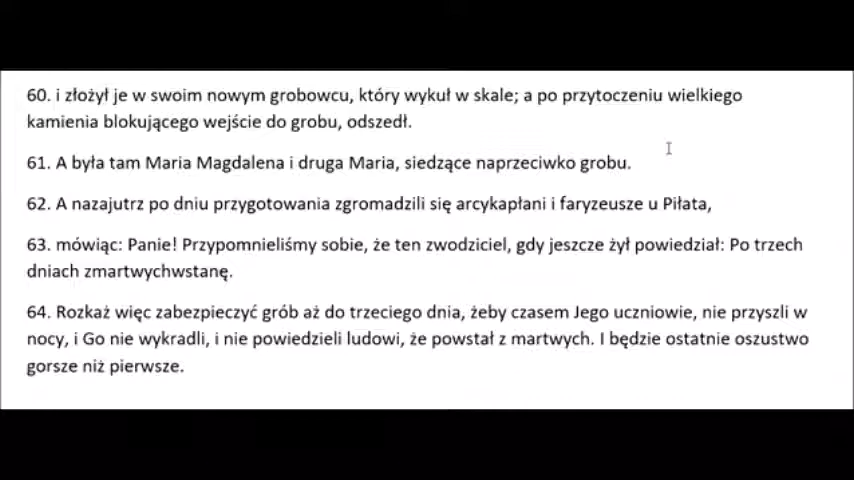 60. i złożył je w swoim nowym grobowcu, który wykuł w skale; a po przytoczeniu wielkiego
kamienia blokującego wejście do grobu, odszedł.
61. A była tam Maria Magdalena i druga Maria, siedzące naprzeciwko grobu.
62. A nazajutrz po dniu przygotowania zgromadzili się arcykapłani i faryzeusze u Piłata,
63. mówiąc: Panie! Przypomnieliśmy sobie, że ten zwodziciel, gdy jeszcze żył powiedział: Po trzech
dniach zmartwychwstanę.
64. Rozkaż więc zabezpieczyć grób aż do trzeciego dnia, żeby czasem Jego uczniowie, nie przyszli w
nocy, i Go nie wykradli, i nie powiedzieli ludowi, że powstał z martwych. I będzie ostatnie oszustwo
gorsze niż pierwsze.